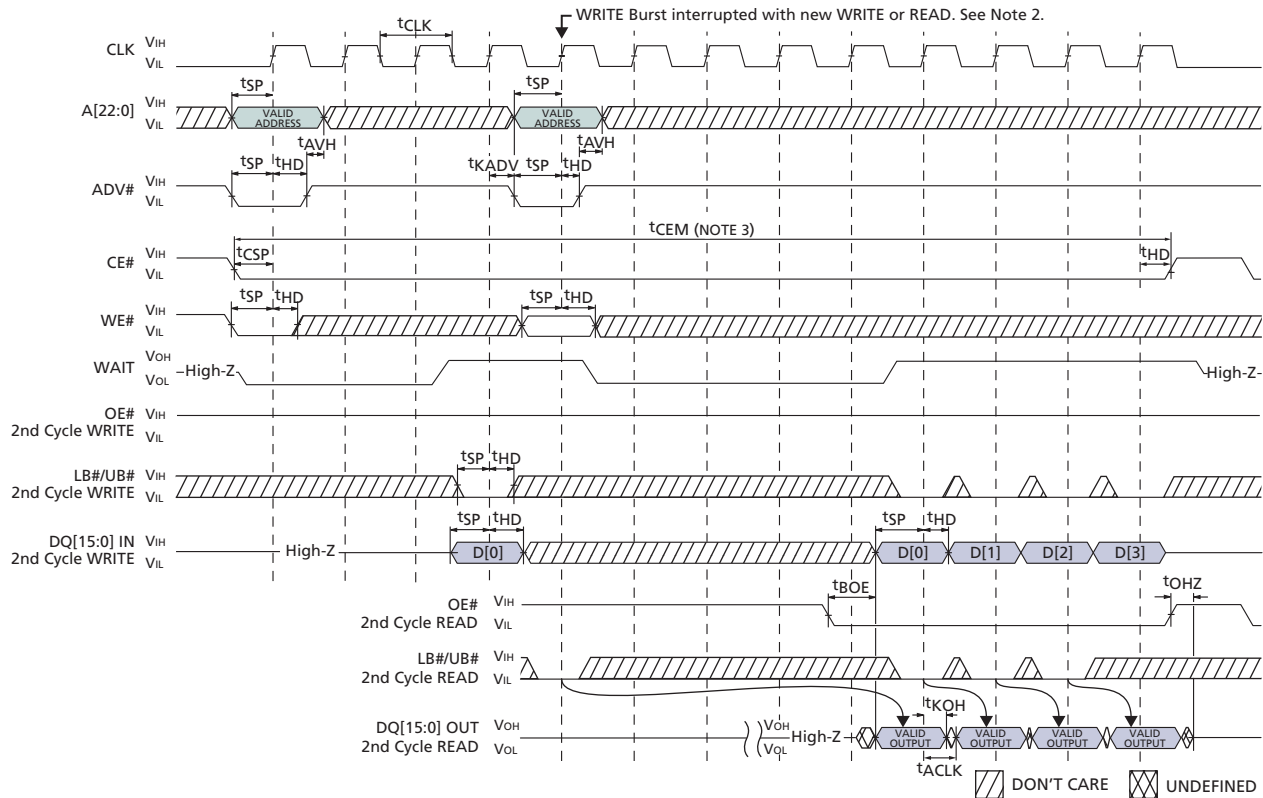 WRITE Burst interrupted with new WRITE or READ. See Note 2.
tCLK
CLK VIH
VIL
tSP tSP
A[22:0] VIH
VIL
VALID ADDRESS
VALID ADDRESS
tAVH tAVH
tSP tHD tKADV tSP tHD
ADV# VIH
VIL
tCEM (NOTE 3)
CE# VIH
VIL
tCSP tHD
tSP tHD tSP tHD
WE# VIH
VIL
WAIT VOH
VOL
High-Z High-Z
OE# VIH
2nd Cycle WRITE VIL
tSP tHD
LB#/UB# VIH
2nd Cycle WRITE VIL
tSP tHD tSP tHD
DQ[15:0] IN VIH
2nd Cycle WRITE VIL
High-Z D[0] D[0] D[1] D[2] D[3]
tBOE tOHZ
OE# VIH
2nd Cycle READ VIL
LB#/UB# VIH
2nd Cycle READ VIL
tKOH
DQ[15:0] OUT VOH
2nd Cycle READ VOL
VOH
VOL
High-Z
VALID OUTPUT
VALID OUTPUT
VALID OUTPUT
VALID OUTPUT
tACLK
DON'T CARE UNDEFINED